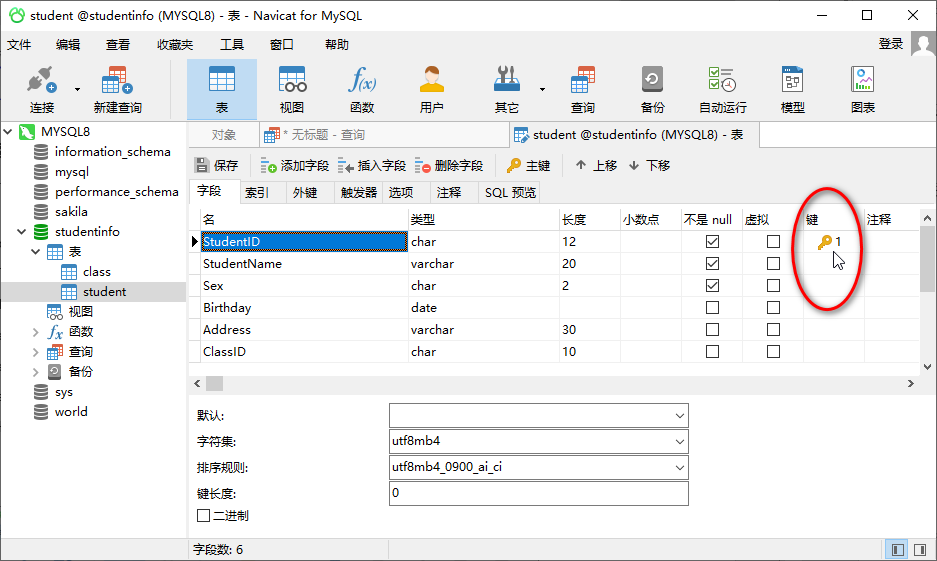 student @studentinfo (MYSQL8) - 表 - Navicat for MySQL
文件 编辑 查看 收藏夹 工具 窗口 帮助 登录
连接 新建查询 表 视图 函数 用户 其它 查询 备份 自动运行 模型 图表
MYSQL8
information_schema
mysql
performance_schema
sakila
studentinfo
表
class
student
视图
函数
查询
备份
sys
world
对象 * 无标题 - 查询 student @studentinfo (MYSQL8) - 表
保存 添加字段 插入字段 删除字段 主键 上移 下移
字段 索引 外键 触发器 选项 注释 SQL 预览
名 类型 长度 小数点 不是 null 虚拟 键 注释
StudentID char 12 1
StudentName varchar 20
Sex char 2
Birthday date
Address varchar 30
ClassID char 10
默认:
字符集: utf8mb4
排序规则: utf8mb4_0900_ai_ci
键长度: 0
二进制
字段数: 6